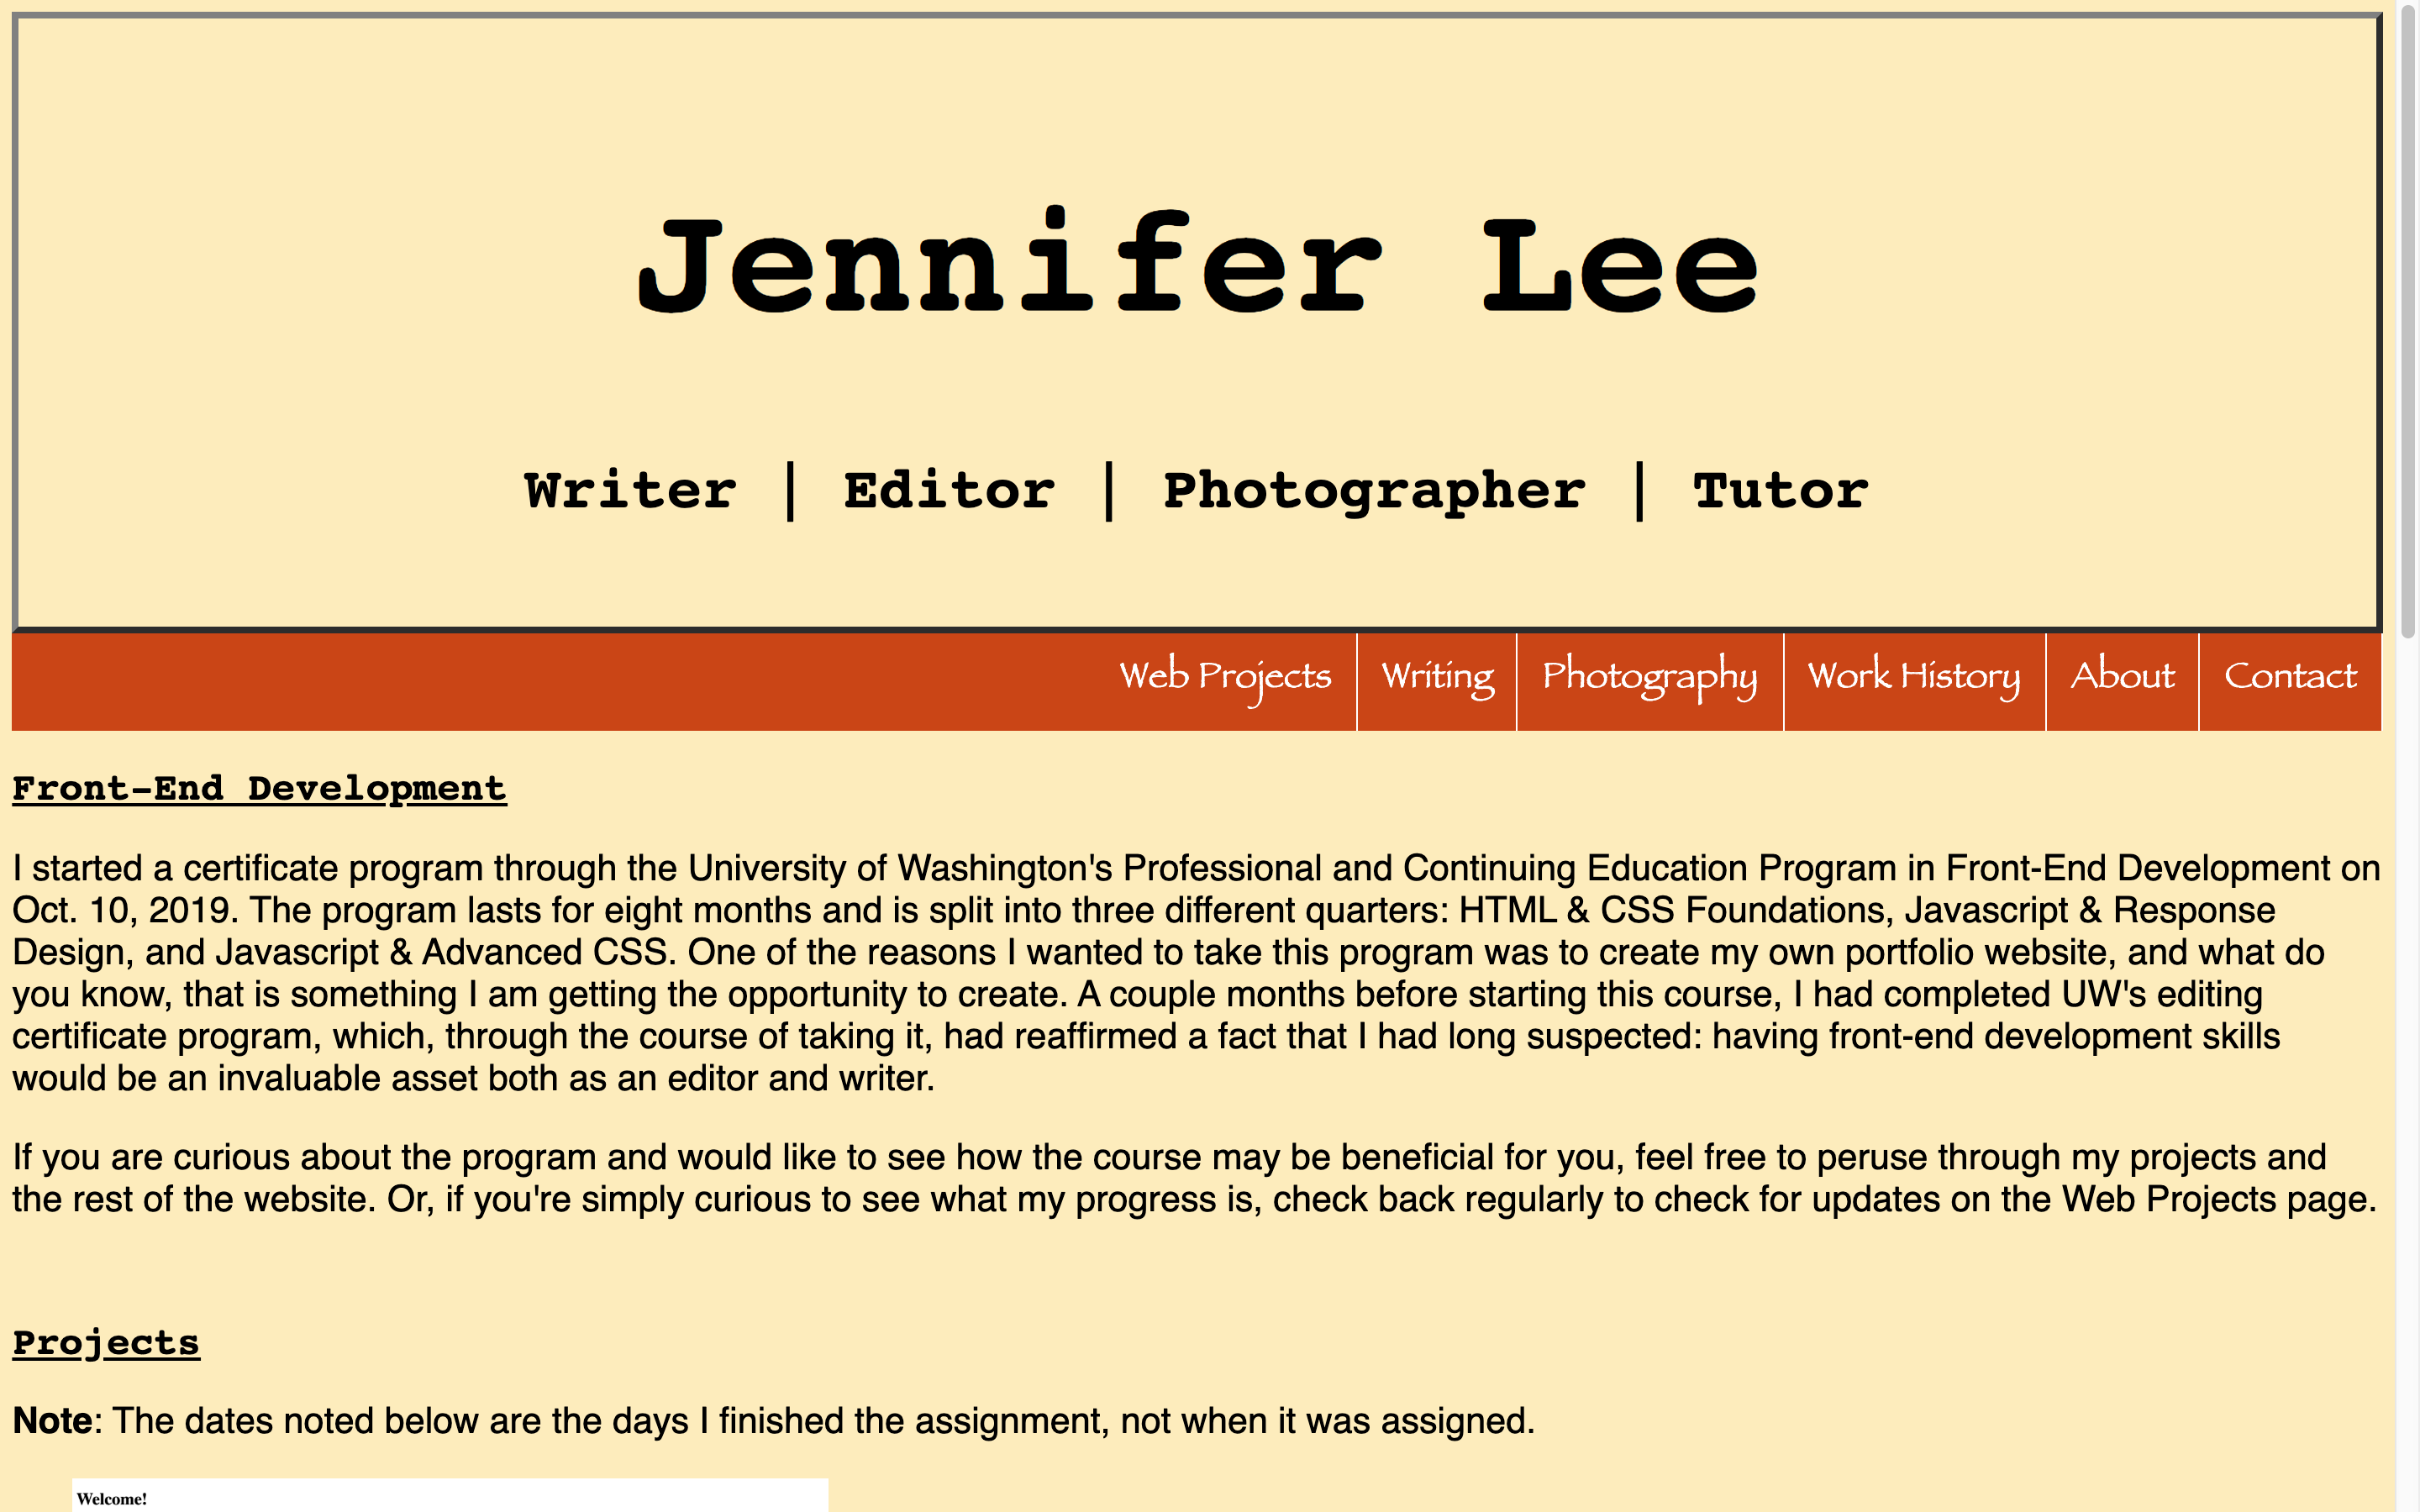 Jennifer Lee
Writer | Editor | Photographer | Tutor
Web Projects
Writing
Photography
Work History
About
Contact
Front-End Development
I started a certificate program through the University of Washington's Professional and Continuing Education Program in Front-End Development on
Oct. 10, 2019. The program lasts for eight months and is split into three different quarters: HTML & CSS Foundations, Javascript & Response
Design, and Javascript & Advanced CSS. One of the reasons I wanted to take this program was to create my own portfolio website, and what do
you know, that is something I am getting the opportunity to create. A couple months before starting this course, I had completed UW's editing
certificate program, which, through the course of taking it, had reaffirmed a fact that I had long suspected: having front-end development skills
would be an invaluable asset both as an editor and writer.
If you are curious about the program and would like to see how the course may be beneficial for you, feel free to peruse through my projects and
the rest of the website. Or, if you're simply curious to see what my progress is, check back regularly to check for updates on the Web Projects page.
Projects
Note: The dates noted below are the days I finished the assignment, not when it was assigned.
Welcome!